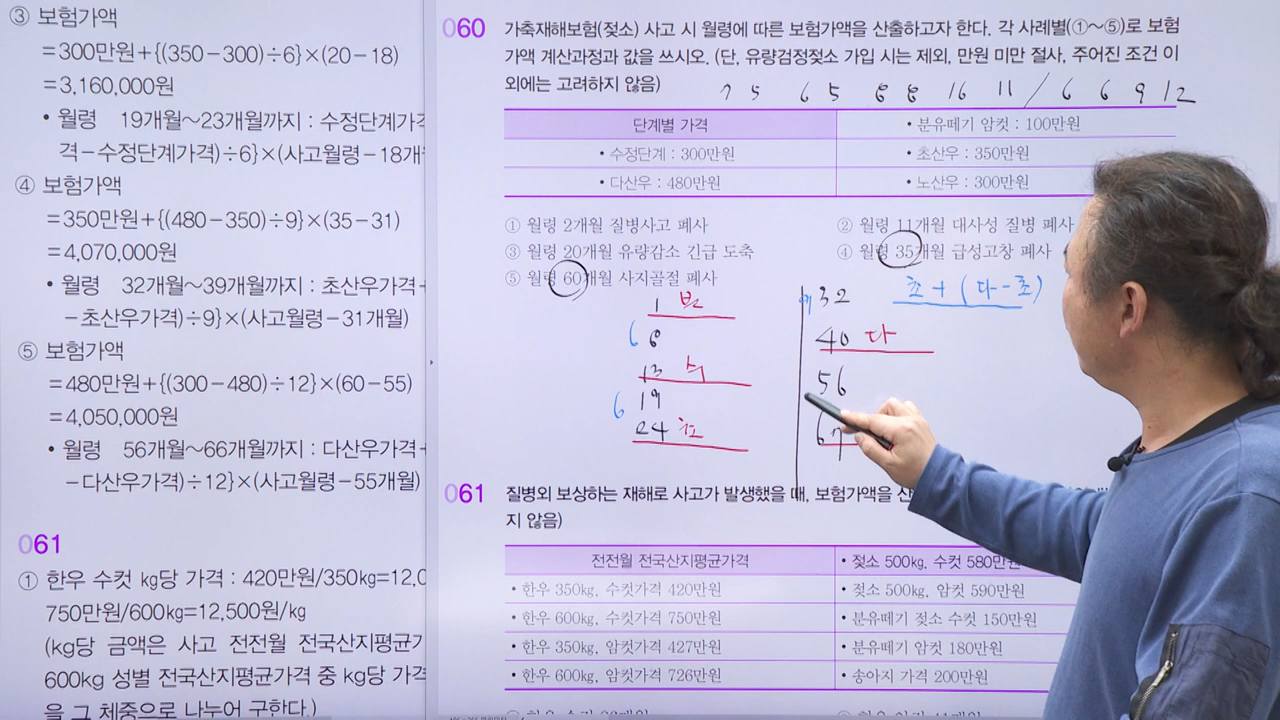 ③ 보험가액
=300만원+{(350-300)÷6}×(20-18)
=3,160,000원
• 월령 19개월~23개월까지 : 수정단계가격
격-수정단계가격)÷6}×(사고월령-18개월
④ 보험가액
=350만원+{(480-350)÷9}×(35-31)
=4,070,000원
• 월령 32개월~39개월까지 : 초산우가격+
-초산우가격)÷9}×(사고월령-31개월)
⑤ 보험가액
=480만원+{(300-480)÷12}×(60-55)
=4,050,000원
• 월령 56개월~66개월까지 : 다산우가격+
-다산우가격)÷12}×(사고월령-55개월)
061
① 한우 수컷 kg당 가격 : 420만원/350kg=12,0
750만원/600kg=12,500원/kg
(kg당 금액은 사고 전전월 전국산지평균가
600kg 성별 전국산지평균가격 중 kg당 가격
을 그 체중으로 나누어 구한다.)
060 가축재해보험(젖소) 사고 시 월령에 따른 보험가액을 산출하고자 한다. 각 사례별(①~⑤)로 보험
가액 계산과정과 값을 쓰시오. (단, 유량검정젖소 가입 시는 제외, 만원 미만 절사, 주어진 조건 이
외에는 고려하지 않음)
7 5 6 5 8 8 16 11 / 6 6 9 12
단계별 가격 • 분유떼기 암컷 : 100만원
• 수정단계 : 300만원 • 초산우 : 350만원
• 다산우 : 480만원 • 노산우 : 300만원
① 월령 2개월 질병사고 폐사 ② 월령 11개월 대사성 질병 폐사
③ 월령 20개월 유량감소 긴급 도축 ④ 월령 35개월 급성고창 폐사
⑤ 월령 60개월 사지골절 폐사
1 분
6 8
13 수
6 19
24 초
32 초+(다-초)
40 다
56
67
061 질병외 보상하는 재해로 사고가 발생했을 때, 보험가액을 산
지 않음)
전전월 전국산지평균가격 • 젖소 500kg, 수컷 580만원
• 한우 350kg, 수컷가격 420만원 • 젖소 500kg, 암컷 590만원
• 한우 600kg, 수컷가격 750만원 • 분유떼기 젖소 수컷 150만원
• 한우 350kg, 암컷가격 427만원 • 분유떼기 암컷 180만원
• 한우 600kg, 암컷가격 726만원 • 송아지 가격 200만원